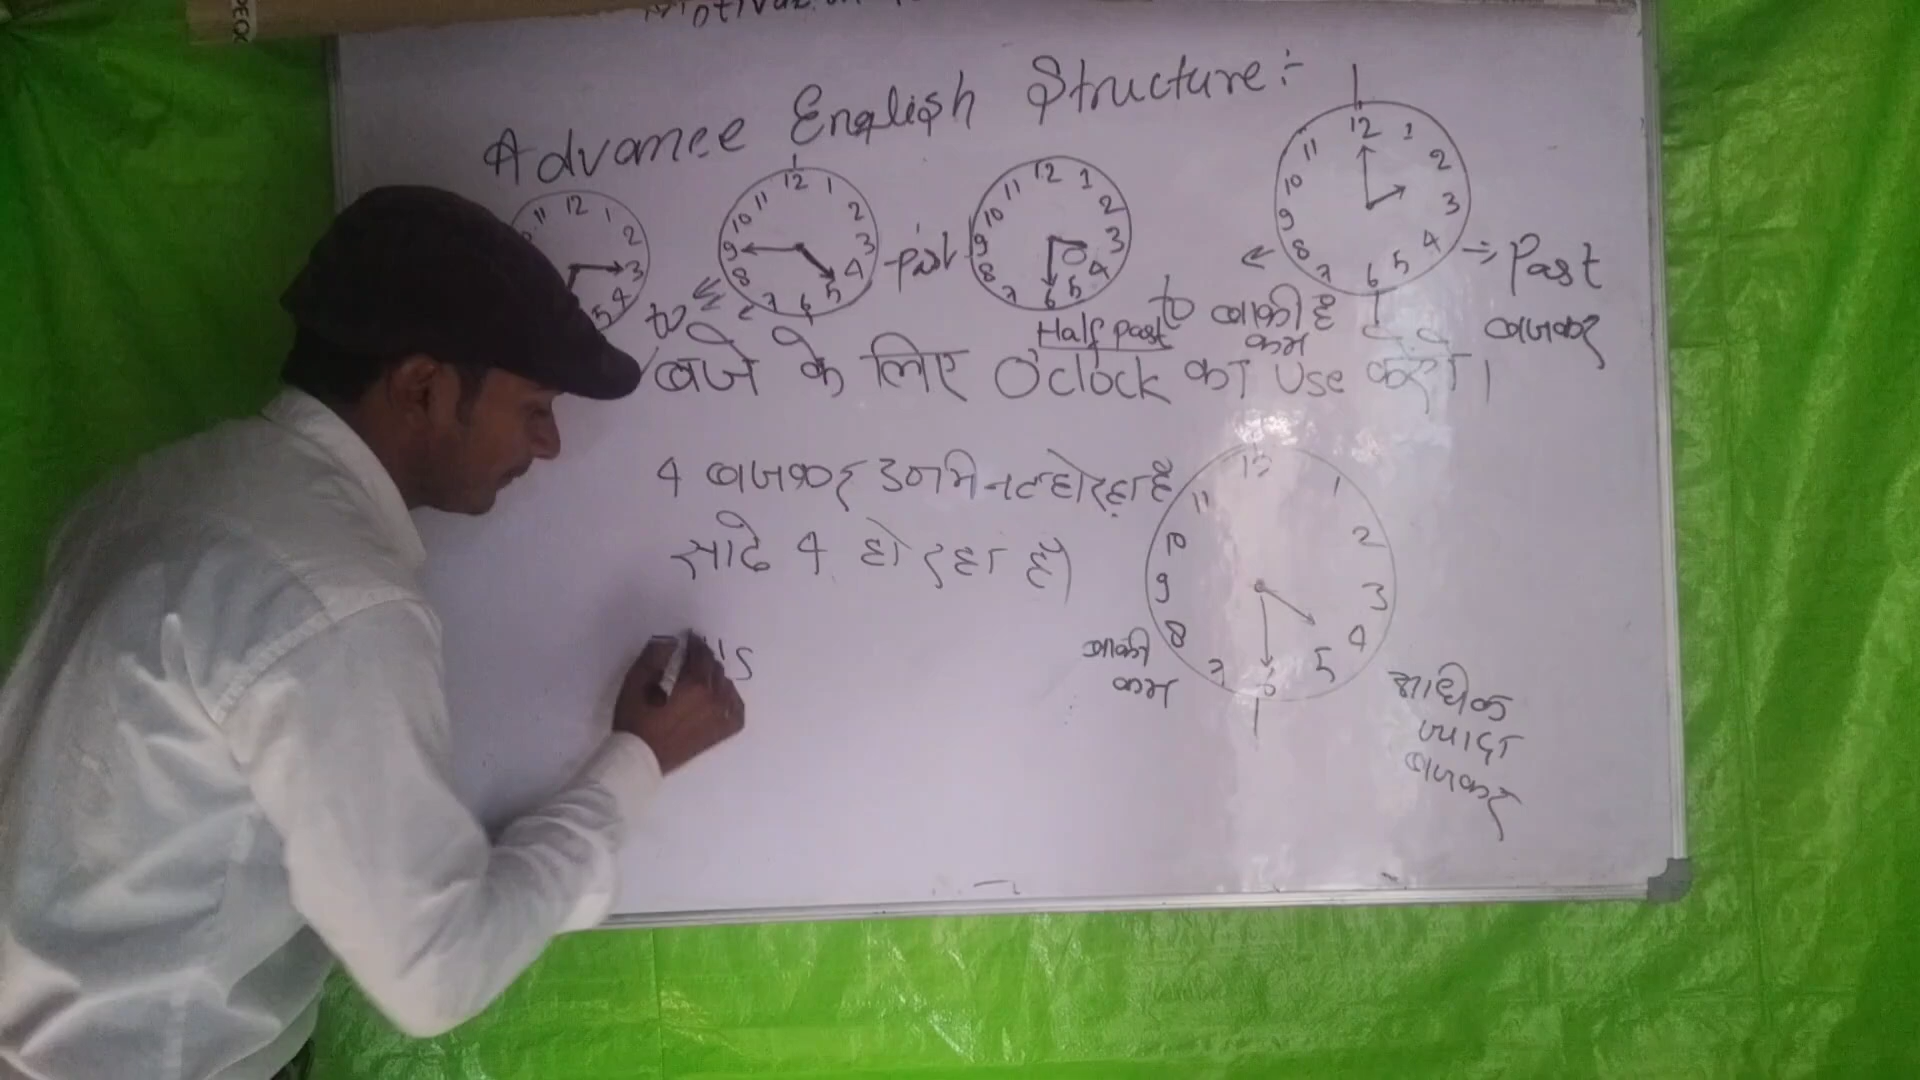 Advance English Structure:-
12 1 2 3 4 5 11
12 1 2 3 4 5 6 7 8 9 10 11
past
12 1 2 3 4 5 6 7 8 9 10 11
12 1 2 3 4 5 6 7 8 9 10 11
Past
बजकर
to
Half past
to बाकी है
कम
बजे के लिए O'clock का Use करें।
4 बजकर 30 मिनट हो रहा है
साढे 4 हो रहा है।
12 1 2 3 4 5 6 7 8 9 10 11
बाकी
कम
अधिक
ज्यादा
बजकर
's